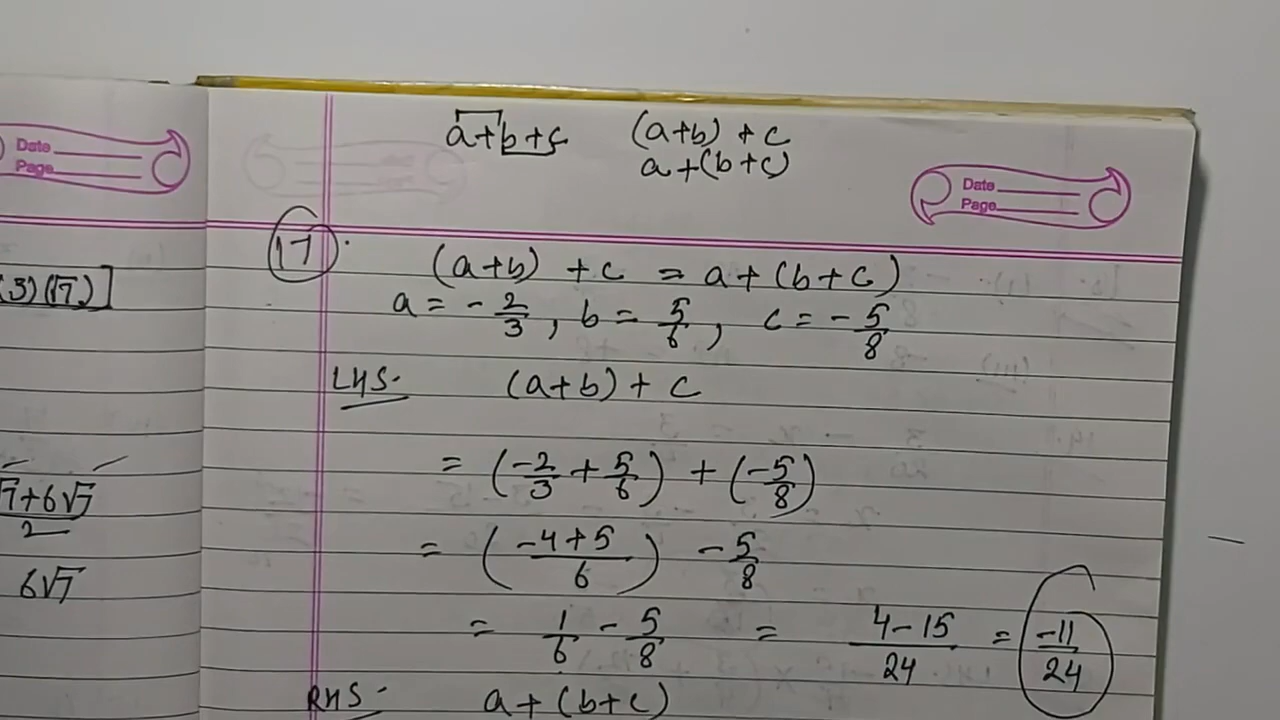 Date
Page
3)(√7)]
√7+6√7
2
6√7
a+b+c (a+b) + c
a+(b+c)
Date
Page
17. (a+b) + c = a+(b+c)
a = -2/3, b = 5/6, c = -5/8
LHS. (a+b) + c
= (-2/3 + 5/6) + (-5/8)
= (-4+5/6) - 5/8
= 1/6 - 5/8 = 4-15/24 = -11/24
RHS. a+(b+c)